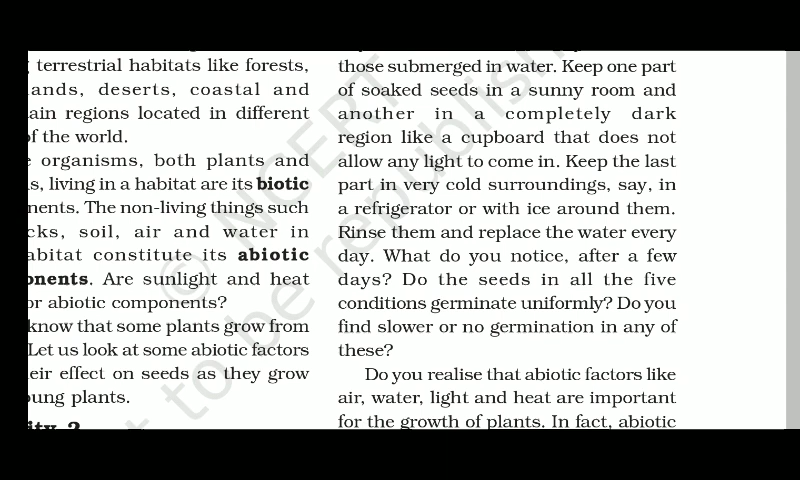 terrestrial habitats like forests,
deserts, coastal and
regions located in different
of the world.
organisms, both plants and
living in a habitat are its biotic
The non-living things such
soil, air and water in
constitute its abiotic
Are sunlight and heat
or abiotic components?
know that some plants grow from
Let us look at some abiotic factors
effect on seeds as they grow
plants.
2
those submerged in water. Keep one part
of soaked seeds in a sunny room and
another in a completely dark
region like a cupboard that does not
allow any light to come in. Keep the last
part in very cold surroundings, say, in
a refrigerator or with ice around them.
Rinse them and replace the water every
day. What do you notice, after a few
days? Do the seeds in all the five
conditions germinate uniformly? Do you
find slower or no germination in any of
these?
Do you realise that abiotic factors like
air, water, light and heat are important
for the growth of plants. In fact, abiotic
© NCERT
to be republish